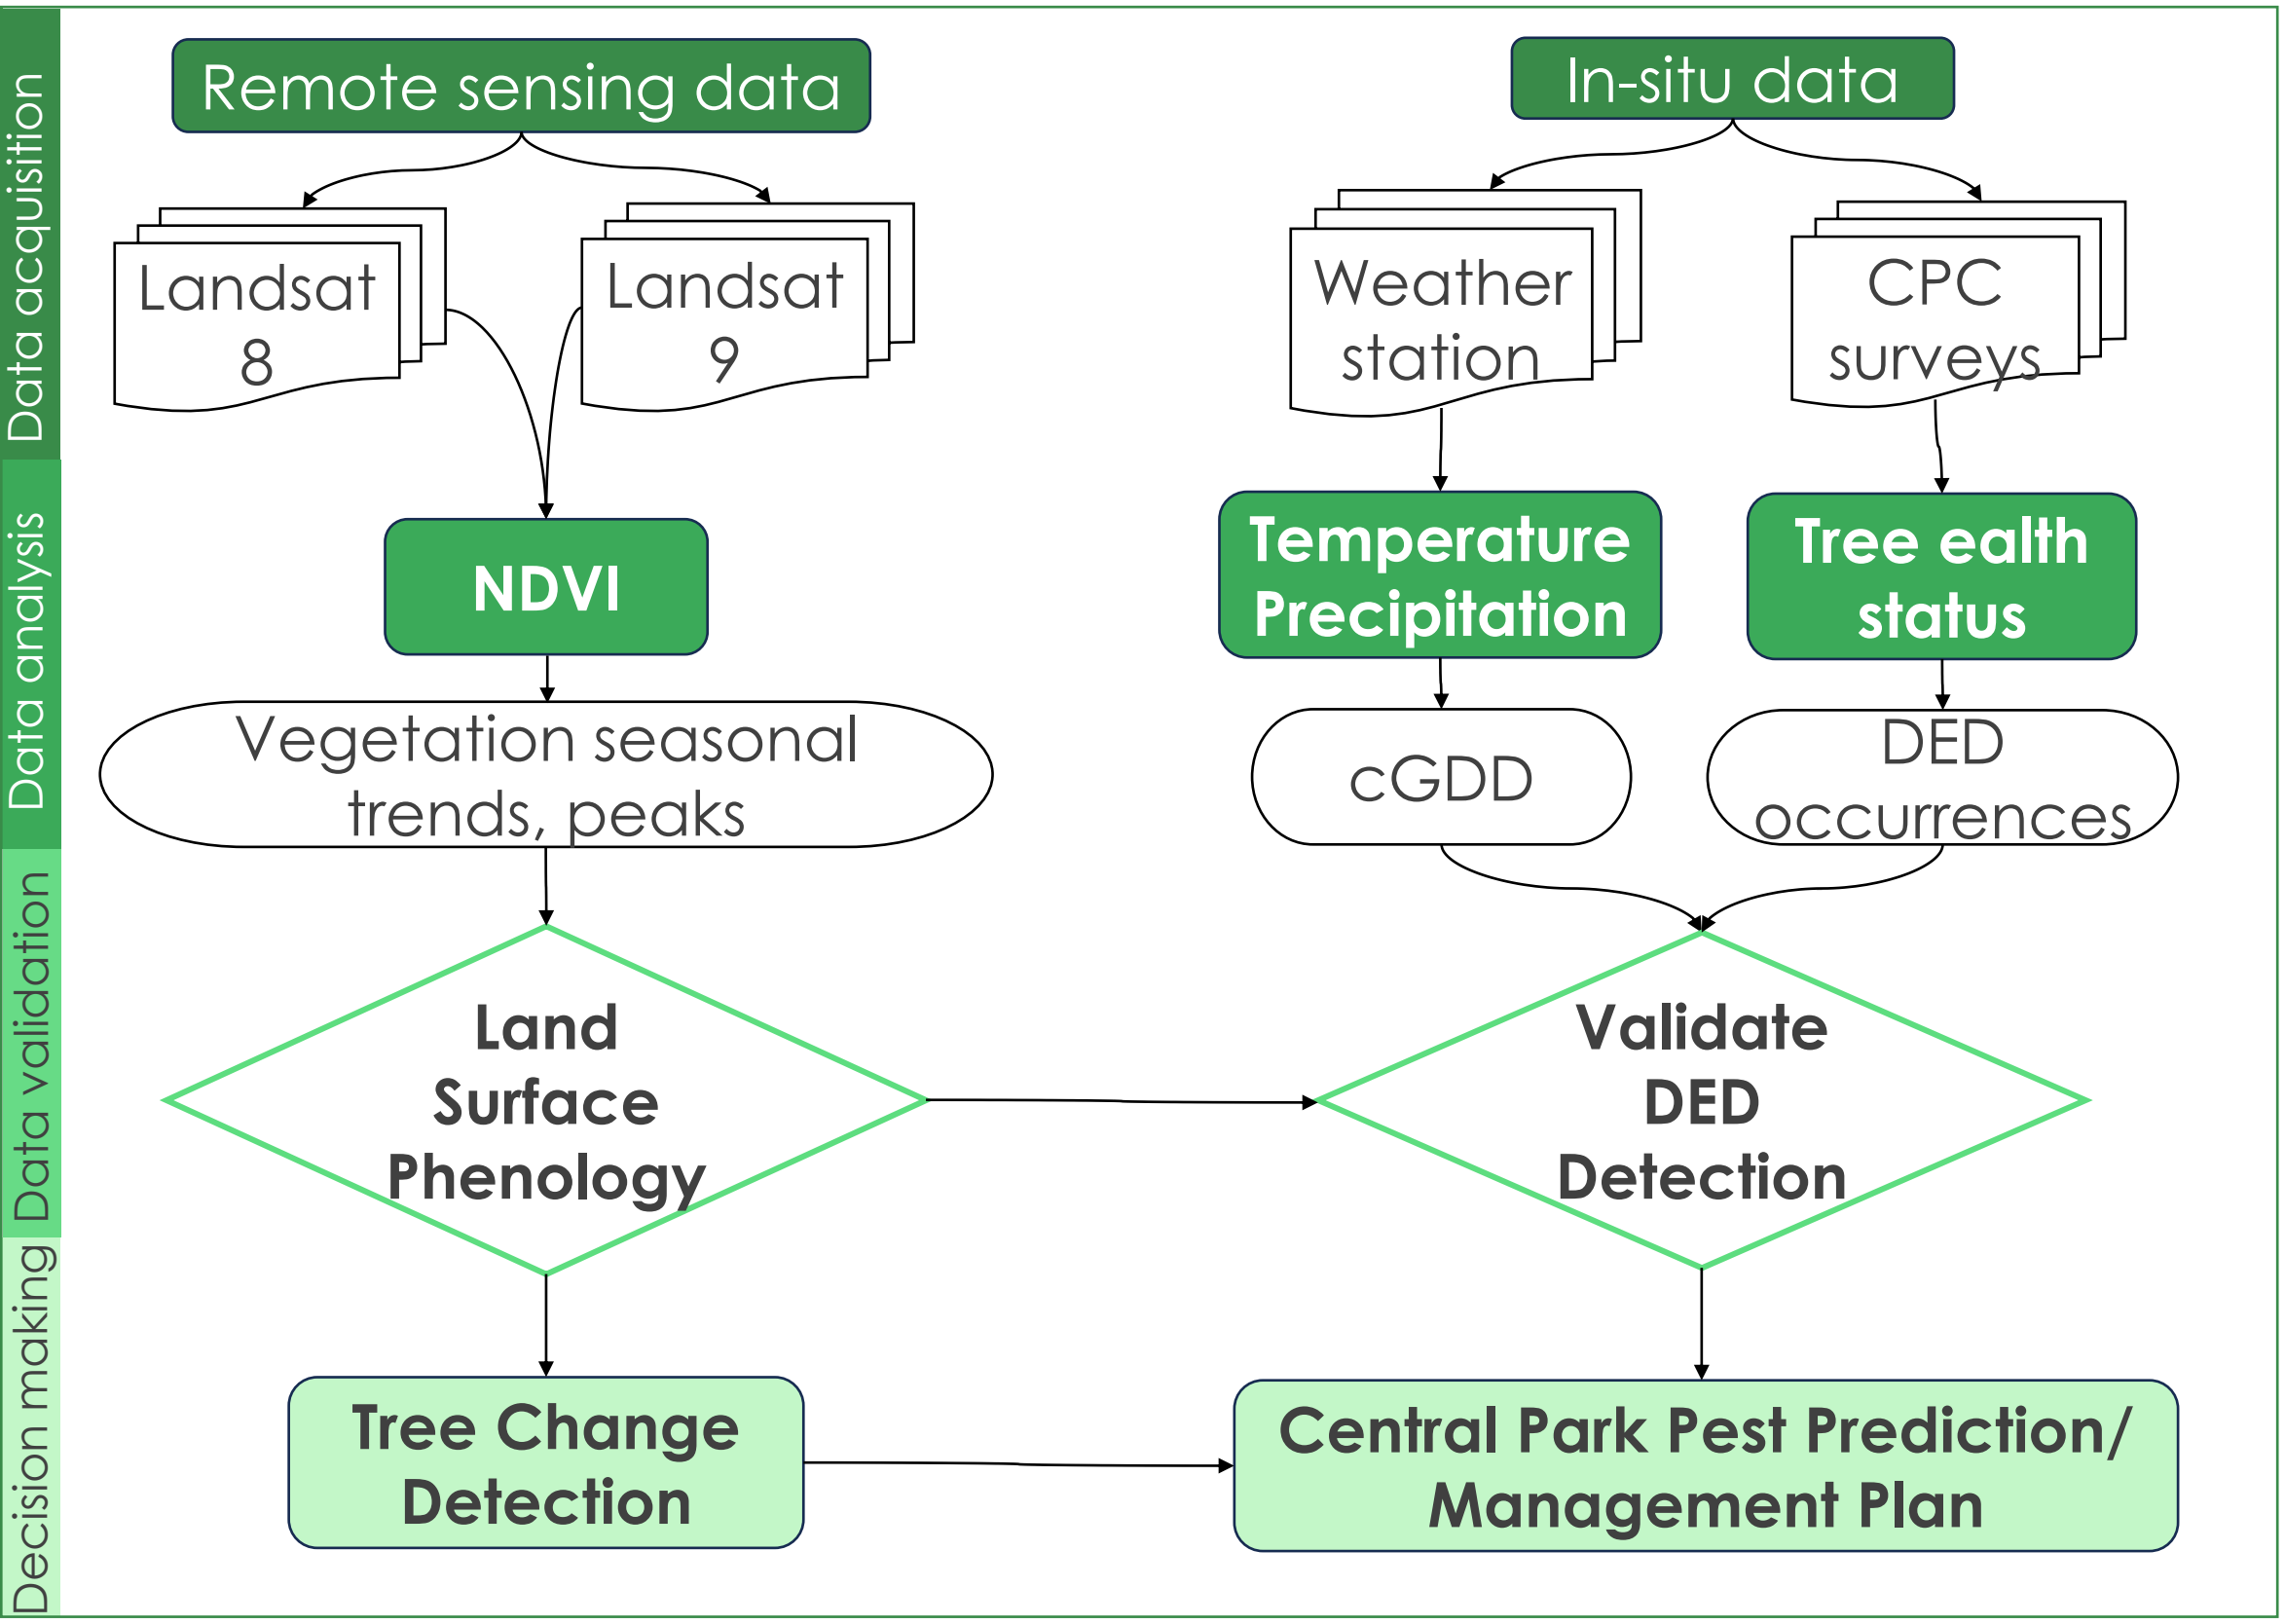 Data acquisition
Remote sensing data
In-situ data
Landsat
8
Landsat
9
Weather
station
CPC
surveys
Data analysis
NDVI
Temperature
Precipitation
Tree ealth
status
Vegetation seasonal
trends, peaks
cGDD
DED
occurrences
Data validation
Land
Surface
Phenology
Validate
DED
Detection
Decision making
Tree Change
Detection
Central Park Pest Prediction/
Management Plan